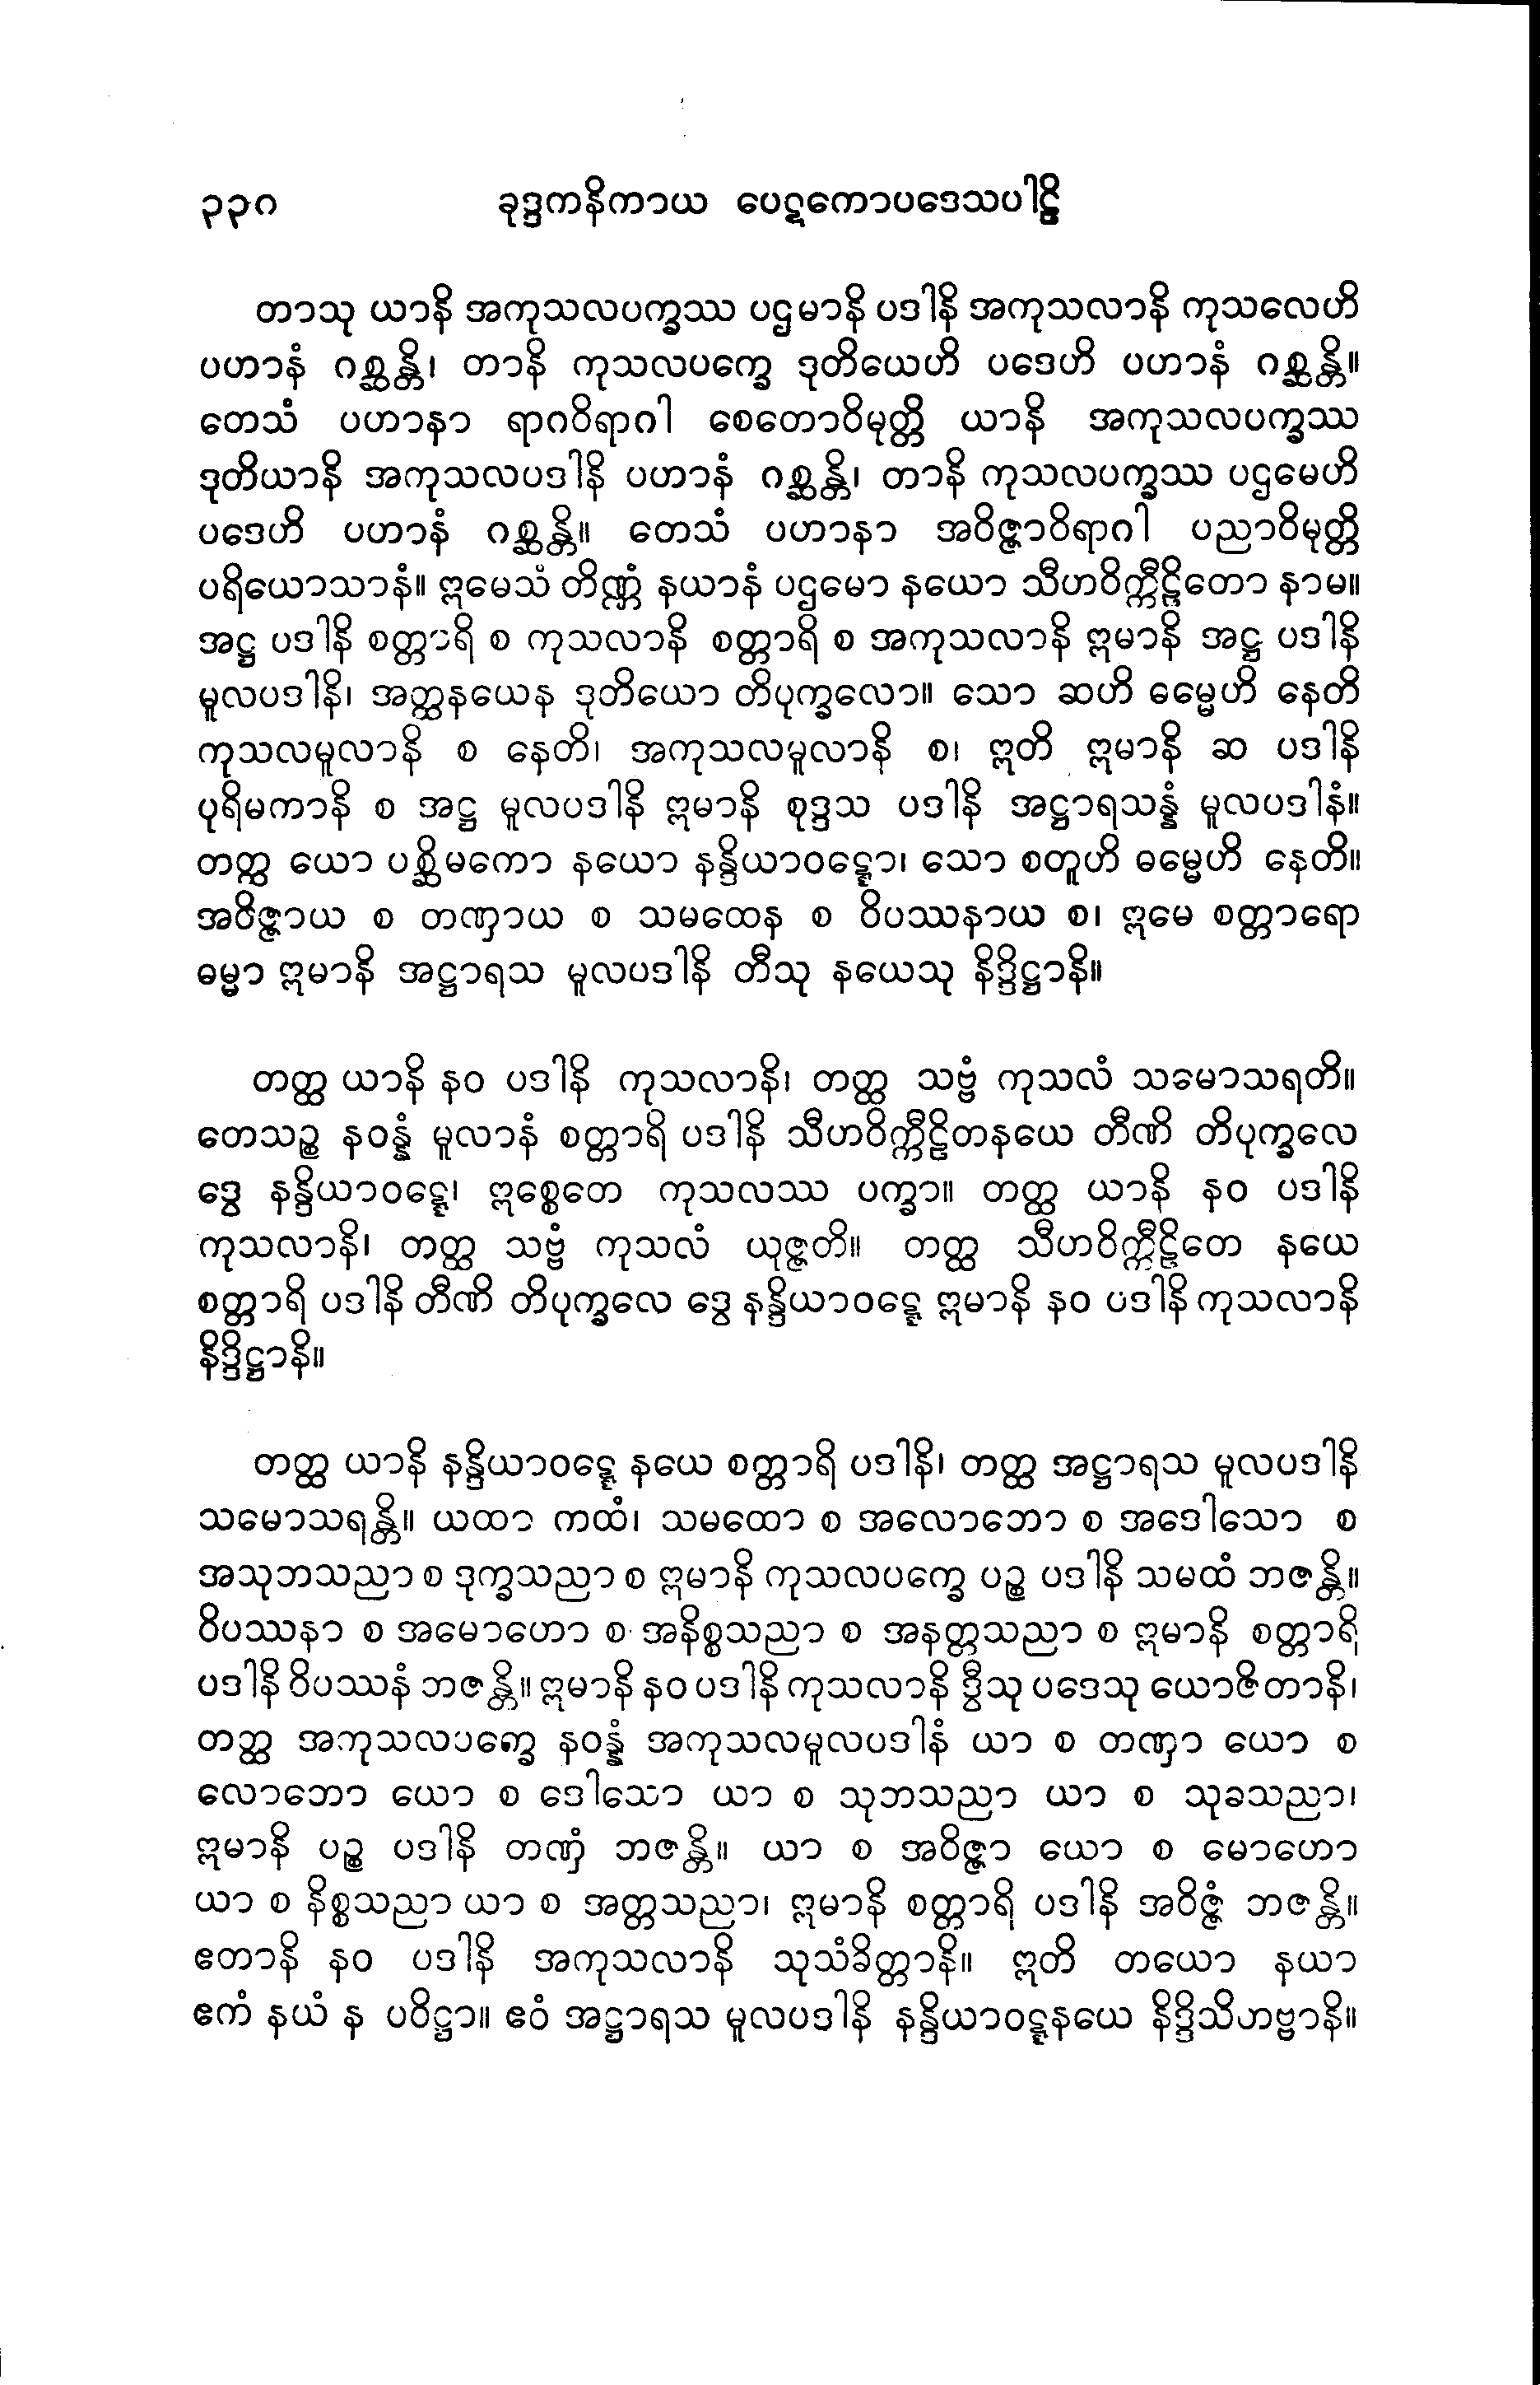 ၃၃ဂ ခုဒ္ဒကနိကာယ ပေဋကောပဒေသပါဠိ
တာသု ယာနိ အကုသလပက္ခဿ ပဌမာနိ ပဒါနိ အကုသလာနိ ကုသလေဟိ
ပဟာနံ ဂစ္ဆန္တိ၊ တာနိ ကုသလပက္ခေ ဒုတိယေဟိ ပဒေဟိ ပဟာနံ ဂစ္ဆန္တိ။
တေသံ ပဟာနာ ရာဂဝိရာဂါ စေတောဝိမုတ္တိ ယာနိ အကုသလပက္ခဿ
ဒုတိယာနိ အကုသလပဒါနိ ပဟာနံ ဂစ္ဆန္တိ၊ တာနိ ကုသလပက္ခဿ ပဌမေဟိ
ပဒေဟိ ပဟာနံ ဂစ္ဆန္တိ။ တေသံ ပဟာနာ အဝိဇ္ဇာဝိရာဂါ ပညာဝိမုတ္တိ
ပရိယောသာနံ။ ဣမေသံ တိဏ္ဏံ နယာနံ ပဌမော နယော သီဟဝိက္ကီဠိတော နာမ။
အဋ္ဌ ပဒါနိ စတ္တာရိ စ ကုသလာနိ စတ္တာရိ စ အကုသလာနိ ဣမာနိ အဋ္ဌ ပဒါနိ
မူလပဒါနိ၊ အတ္ထနယေန ဒုတိယော တိပုက္ခလော။ သော ဆဟိ ဓမ္မေဟိ နေတိ
ကုသလမူလာနိ စ နေတိ၊ အကုသလမူလာနိ စ၊ ဣတိ ဣမာနိ ဆ ပဒါနိ
ပုရိမကာနိ စ အဋ္ဌ မူလပဒါနိ ဣမာနိ စုဒ္ဒသ ပဒါနိ အဋ္ဌာရသန္နံ မူလပဒါနံ။
တတ္ထ ယော ပစ္ဆိမကော နယော နန္ဒိယာဝဋ္ဋော၊ သော စတူဟိ ဓမ္မေဟိ နေတိ။
အဝိဇ္ဇာယ စ တဏှာယ စ သမထေန စ ဝိပဿနာယ စ၊ ဣမေ စတ္တာရော
ဓမ္မာ ဣမာနိ အဋ္ဌာရသ မူလပဒါနိ တီသု နယေသု နိဒ္ဒိဋ္ဌာနိ။
တတ္ထ ယာနိ နဝ ပဒါနိ ကုသလာနိ၊ တတ္ထ သဗ္ဗံ ကုသလံ သမောသရတိ။
တေသဉ္စ နဝန္နံ မူလာနံ စတ္တာရိ ပဒါနိ သီဟဝိက္ကီဠိတနယေ တီဏိ တိပုက္ခလေ
ဒွေ နန္ဒိယာဝဋ္ဋေ၊ ဣစ္စေတေ ကုသလဿ ပက္ခာ။ တတ္ထ ယာနိ နဝ ပဒါနိ
ကုသလာနိ၊ တတ္ထ သဗ္ဗံ ကုသလံ ယုဇ္ဇတိ။ တတ္ထ သီဟဝိက္ကီဠိတေ နယေ
စတ္တာရိ ပဒါနိ တီဏိ တိပုက္ခလေ ဒွေ နန္ဒိယာဝဋ္ဋေ ဣမာနိ နဝ ပဒါနိ ကုသလာနိ
နိဒ္ဒိဋ္ဌာနိ။
တတ္ထ ယာနိ နန္ဒိယာဝဋ္ဋေ နယေ စတ္တာရိ ပဒါနိ၊ တတ္ထ အဋ္ဌာရသ မူလပဒါနိ
သမောသရန္တိ။ ယထာ ကထံ၊ သမထော စ အလောဘော စ အဒေါသော စ
အသုဘသညာ စ ဒုက္ခသညာ စ ဣမာနိ ကုသလပက္ခေ ပဉ္စ ပဒါနိ သမထံ ဘဇန္တိ။
ဝိပဿနာ စ အမောဟော စ အနိစ္စသညာ စ အနတ္တသညာ စ ဣမာနိ စတ္တာရိ
ပဒါနိ ဝိပဿနံ ဘဇန္တိ။ ဣမာနိ နဝ ပဒါနိ ကုသလာနိ ဒွီသု ပဒေသု ယောဇိတာနိ၊
တတ္ထ အကုသလပက္ခေ နဝန္နံ အကုသလမူလပဒါနံ ယာ စ တဏှာ ယော စ
လောဘော ယော စ ဒေါသော ယာ စ သုဘသညာ ယာ စ သုခသညာ၊
ဣမာနိ ပဉ္စ ပဒါနိ တဏှံ ဘဇန္တိ။ ယာ စ အဝိဇ္ဇာ ယော စ မောဟော
ယာ စ နိစ္စသညာ ယာ စ အတ္တသညာ၊ ဣမာနိ စတ္တာရိ ပဒါနိ အဝိဇ္ဇံ ဘဇန္တိ။
ဧတာနိ နဝ ပဒါနိ အကုသလာနိ သုသံခိတ္တာနိ။ ဣတိ တယော နယာ
ဧကံ နယံ န ပဝိဋ္ဌာ။ ဧဝံ အဋ္ဌာရသ မူလပဒါနိ နန္ဒိယာဝဋ္ဋနယေ နိဒ္ဒိသိတဗ္ဗာနိ။